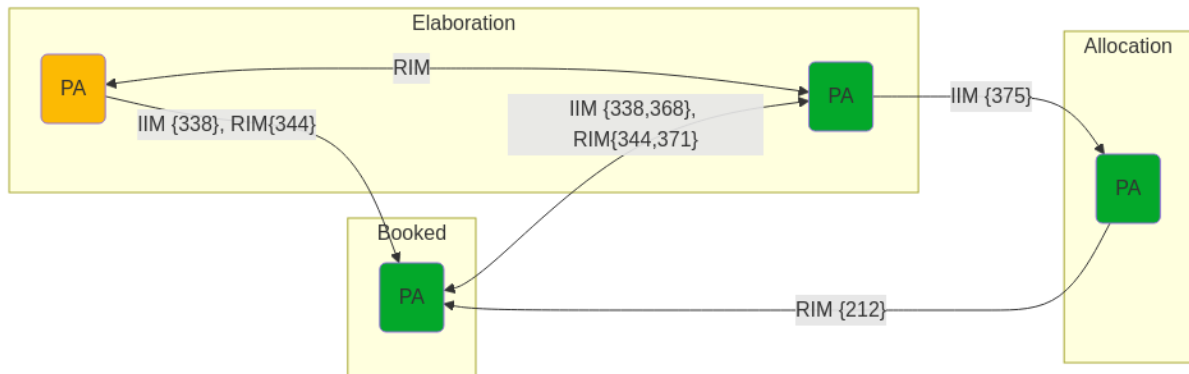 Elaboration
Allocation
PA
RIM
PA
IIM {375}
IIM {338}, RIM{344}
IIM {338,368},
RIM{344,371}
PA
Booked
PA
RIM {212}